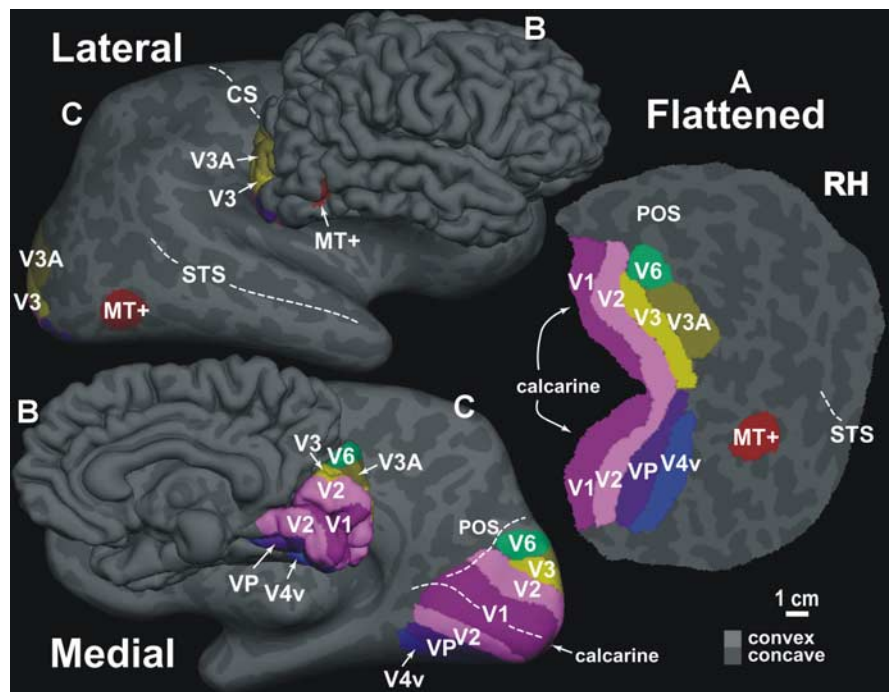 Lateral
B
A
Flattened
RH
C
CS
V3A
V3
MT+
STS
V3A
V3
MT+
POS
V6
V1
V2
V3
V3A
calcarine
MT+
STS
V1
V2
VP
V4v
B
C
V3
V6
V3A
V2
V2
V1
VP
V4v
POS
V6
V3
V2
V1
V2
VP
V4v
calcarine
Medial
1 cm
convex
concave